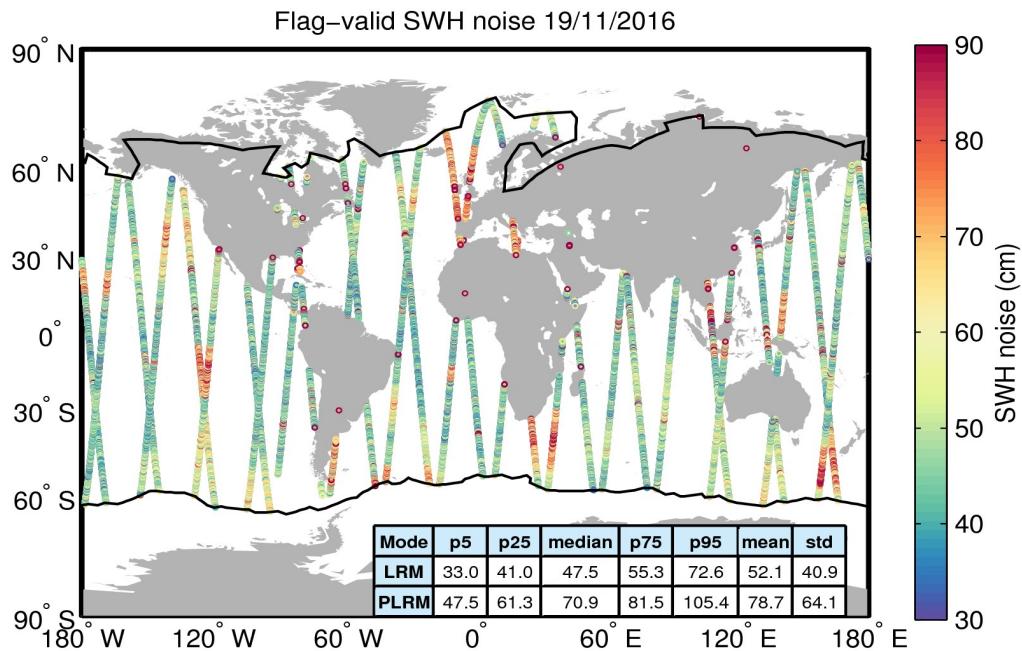 Flag−valid SWH noise 19/11/2016
90° N
60° N
30° N
0°
30° S
60° S
90° S
180° W
120° W
60° W
0°
60° E
120° E
180° E
Mode p5 p25 median p75 p95 mean std
LRM 33.0 41.0 47.5 55.3 72.6 52.1 40.9
PLRM 47.5 61.3 70.9 81.5 105.4 78.7 64.1
90
80
70
60
50
40
30
SWH noise (cm)